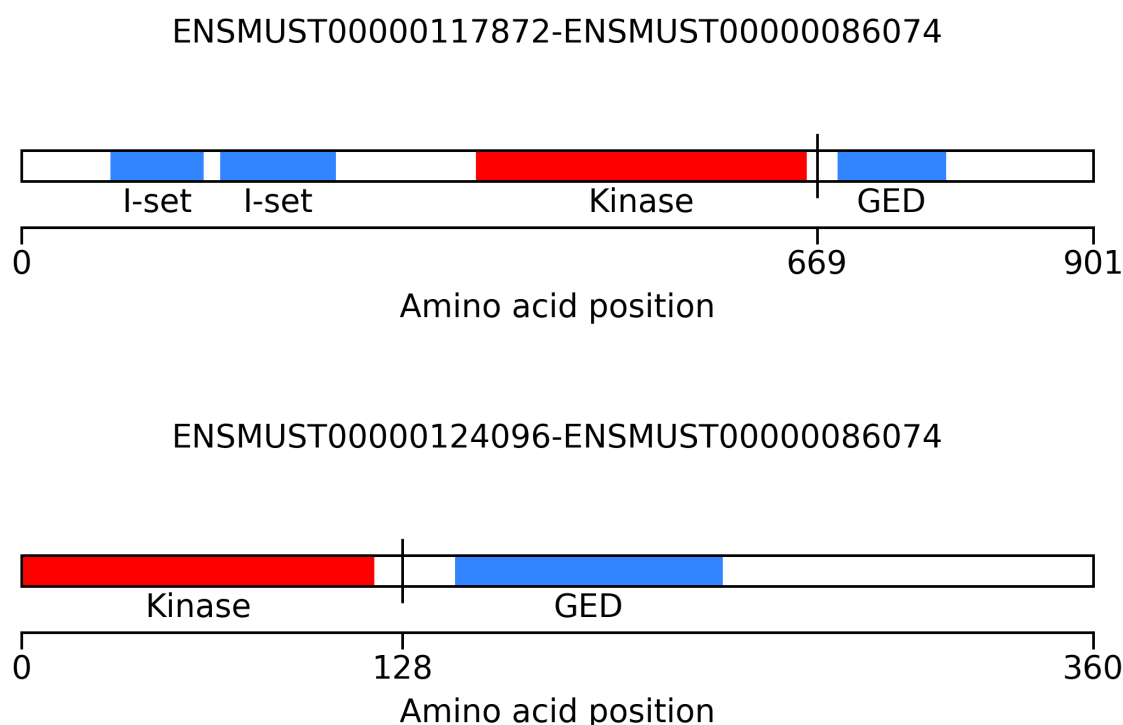 ENSMUST00000117872-ENSMUST00000086074
I-set I-set Kinase GED
0 669 901
Amino acid position
ENSMUST00000124096-ENSMUST00000086074
Kinase GED
0 128 360
Amino acid position